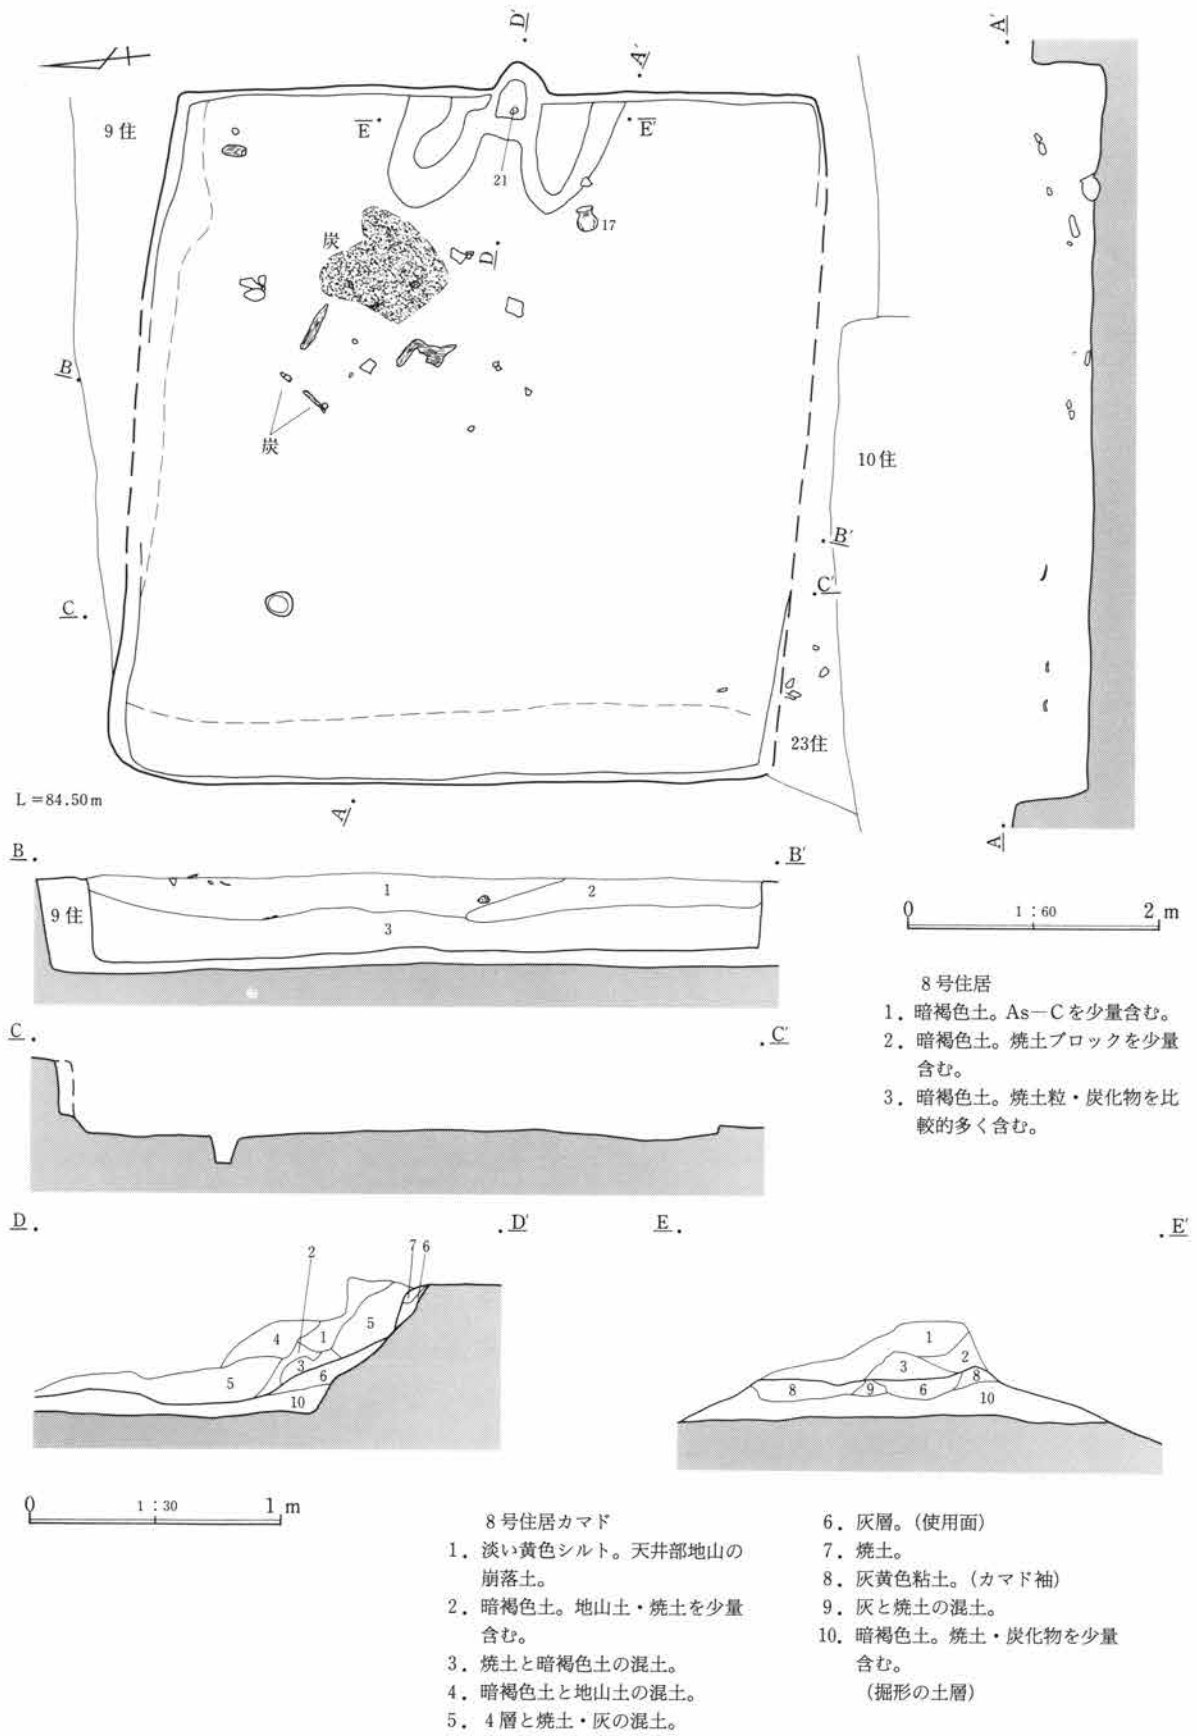 D'
A'
A'
9住
E
E'
21
17
炭
D
B
炭
10住
B'
C'
C
23住
L=84.50m
A
A
B
B'
1
2
9住
3
0 1:60 2m
8号住居
1．暗褐色土。As－Cを少量含む。
2．暗褐色土。焼土ブロックを少量
含む。
3．暗褐色土。焼土粒・炭化物を比
較的多く含む。
C
C'
D
D'
E
E'
2
7 6
5
4
1
3
6
5
10
1
2
3
8
8
9
6
10
0 1:30 1m
8号住居カマド
1．淡い黄色シルト。天井部地山の
崩落土。
2．暗褐色土。地山土・焼土を少量
含む。
3．焼土と暗褐色土の混土。
4．暗褐色土と地山土の混土。
5．4層と焼土・灰の混土。
6．灰層。（使用面）
7．焼土。
8．灰黄色粘土。（カマド袖）
9．灰と焼土の混土。
10．暗褐色土。焼土・炭化物を少量
含む。
（掘形の土層）